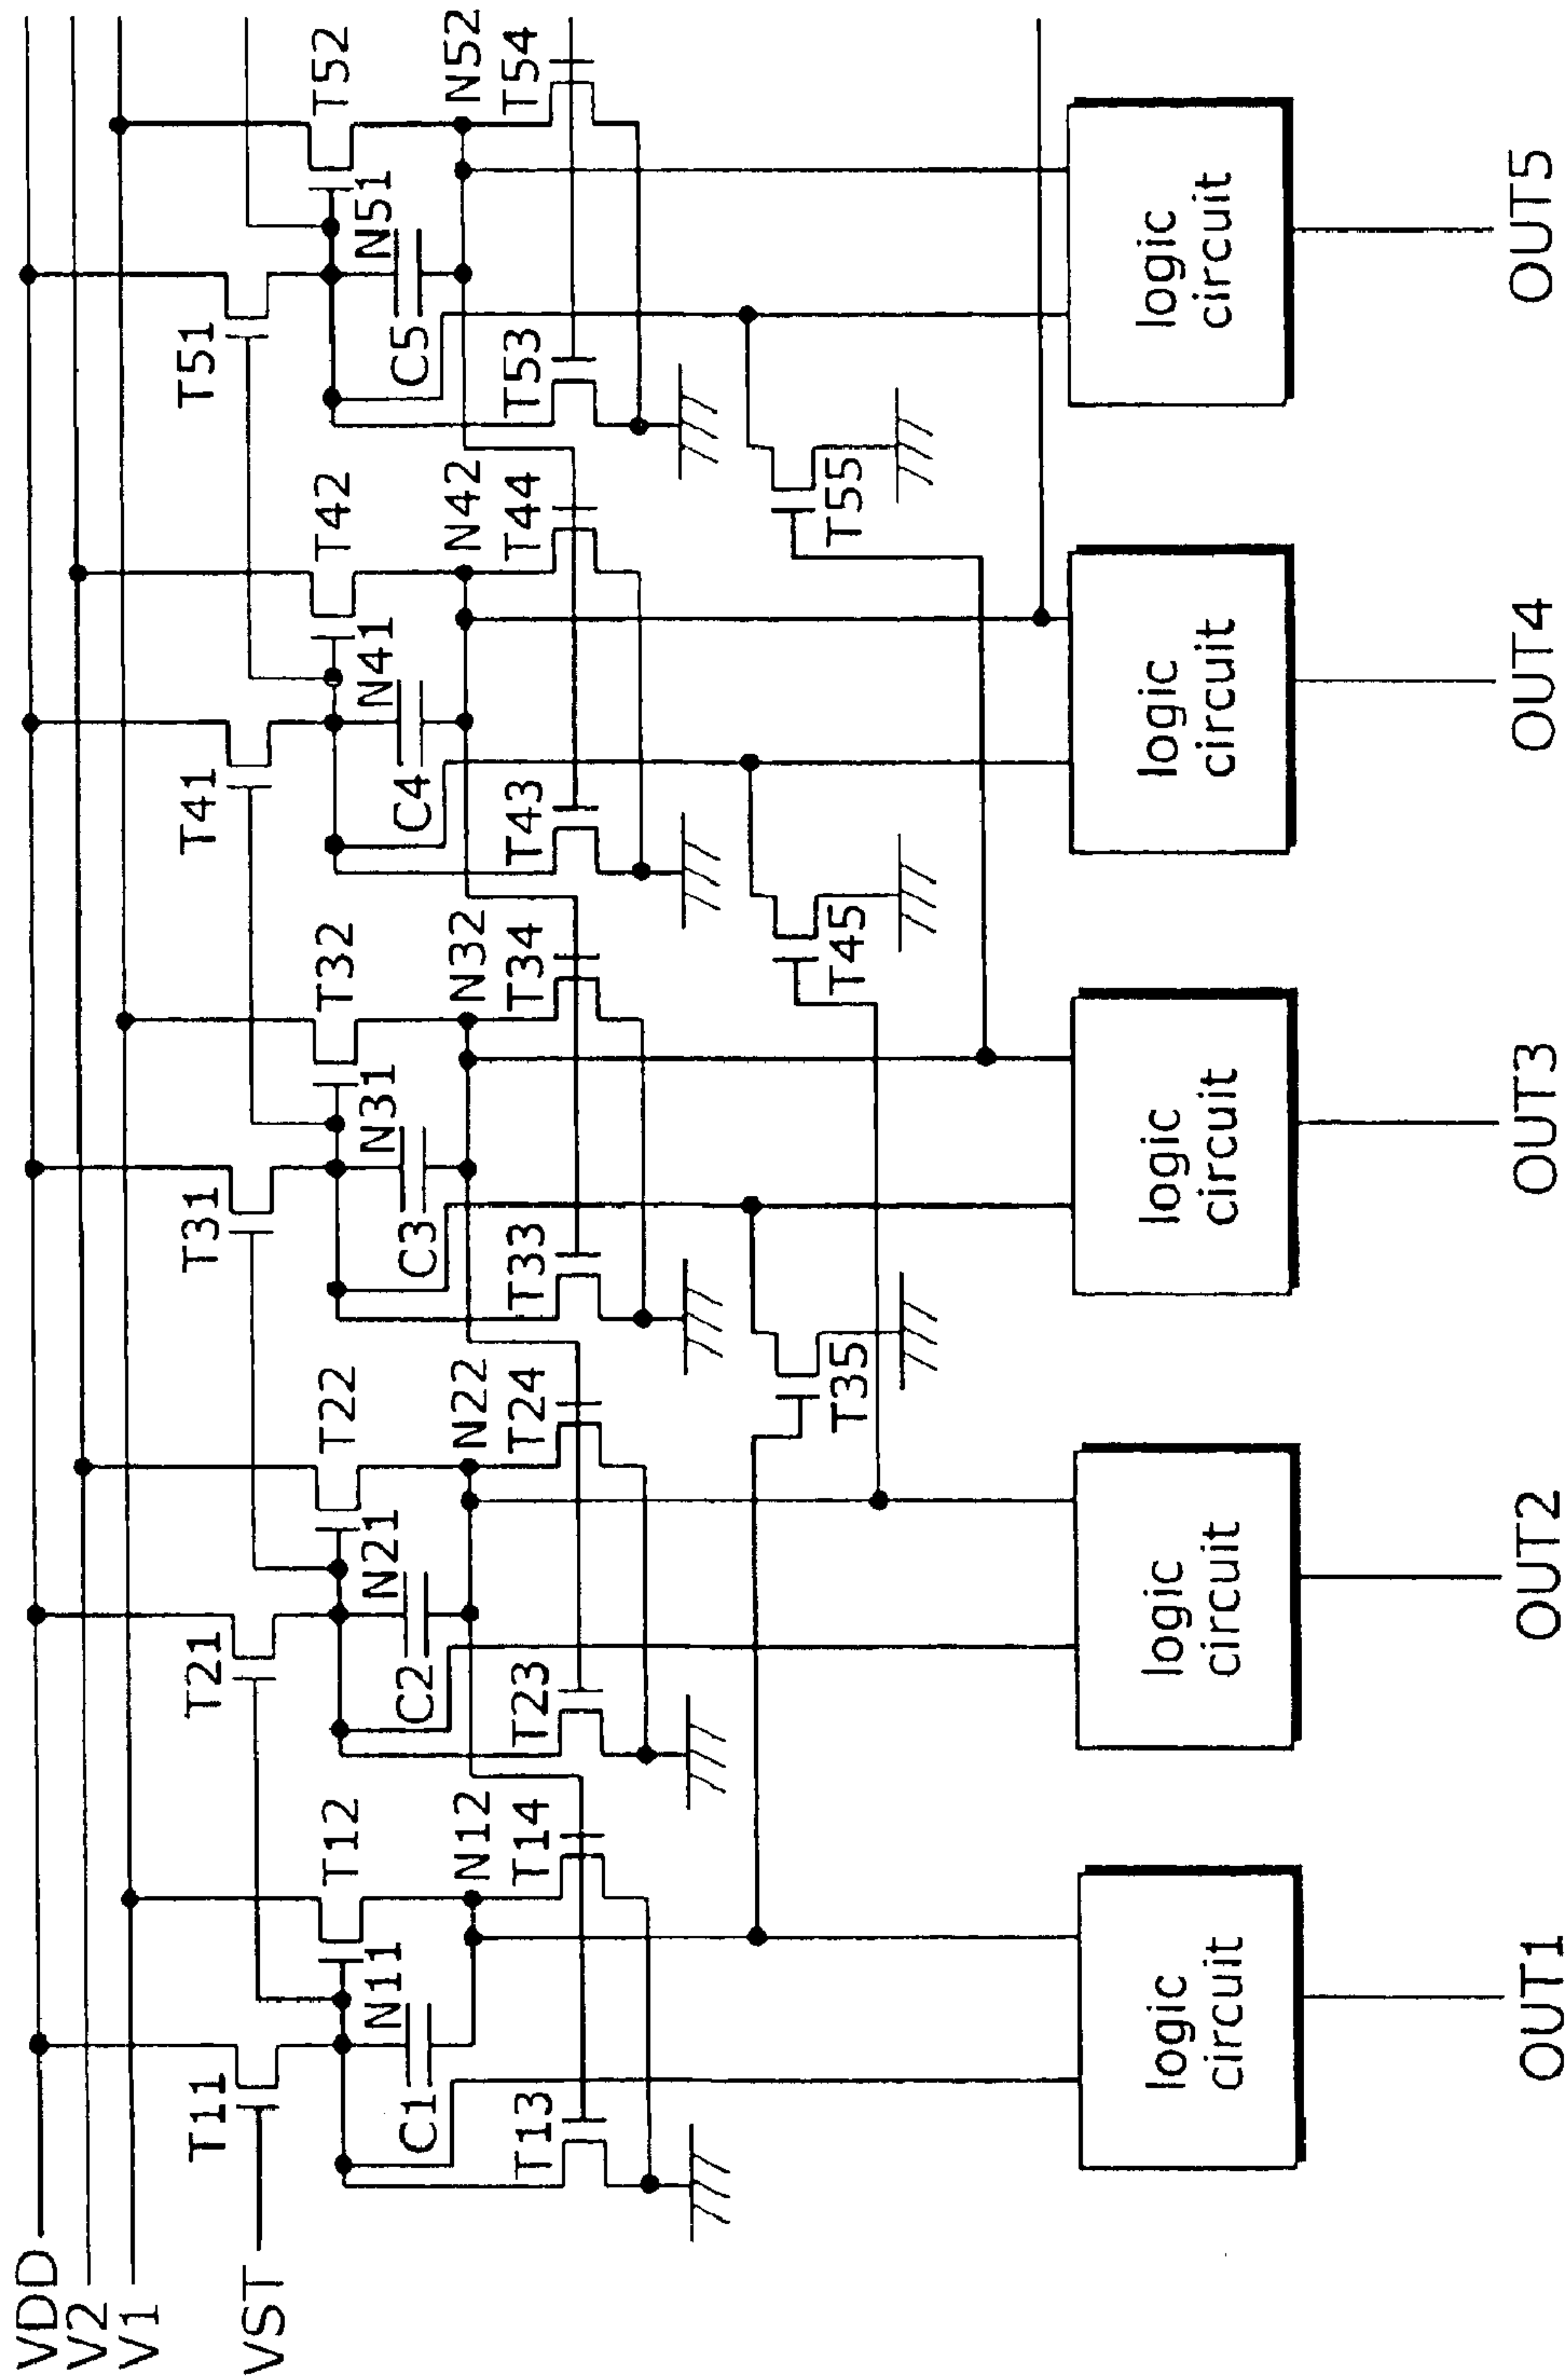 VDD
V2
V1
VST
T11
T12
N11
C1
N12
T13
T14
logic
circuit
OUT1
T21
T22
N21
C2
N22
T23
T24
logic
circuit
OUT2
T31
T32
N31
C3
N32
T33
T34
T35
logic
circuit
OUT3
T41
T42
N41
C4
N42
T43
T44
T45
logic
circuit
OUT4
T51
T52
N51
C5
N52
T53
T54
T55
logic
circuit
OUT5